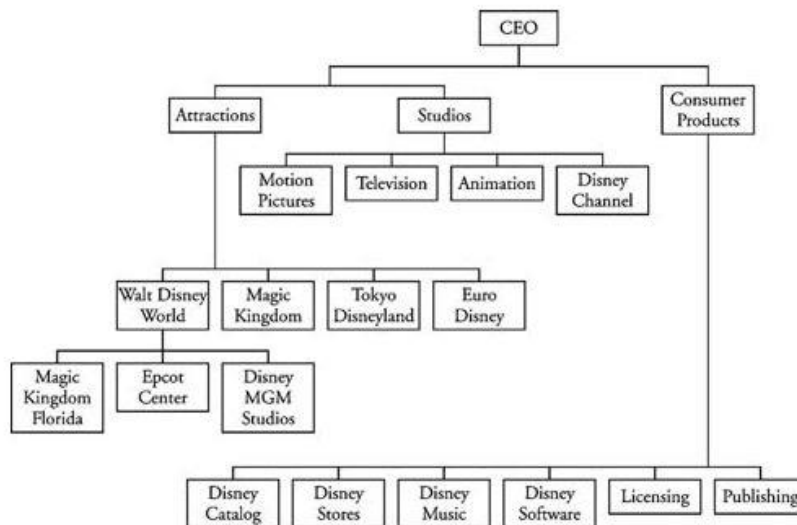 CEO
Attractions
Studios
Consumer
Products
Motion
Pictures
Television
Animation
Disney
Channel
Walt Disney
World
Magic
Kingdom
Tokyo
Disneyland
Euro
Disney
Magic
Kingdom
Florida
Epcot
Center
Disney
MGM
Studios
Disney
Catalog
Disney
Stores
Disney
Music
Disney
Software
Licensing
Publishing